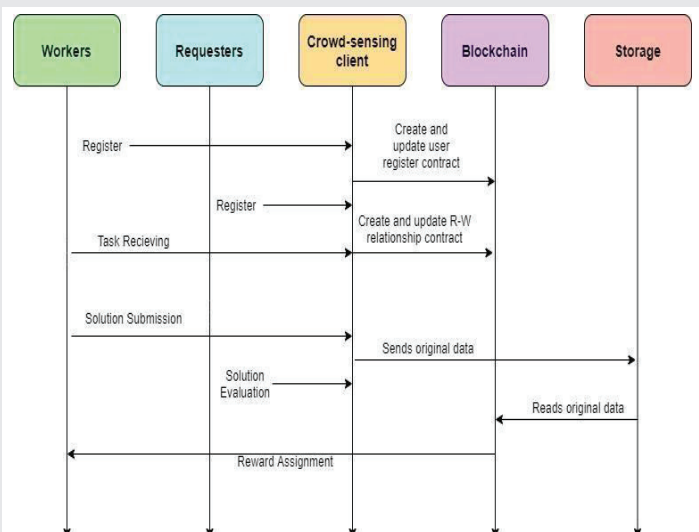 Workers
Requesters
Crowd-sensing
client
Blockchain
Storage
Register
Create and
update user
register contract
Register
Create and update R-W
relationship contract
Task Recieving
Solution Submission
Sends original data
Solution
Evaluation
Reads original data
Reward Assignment